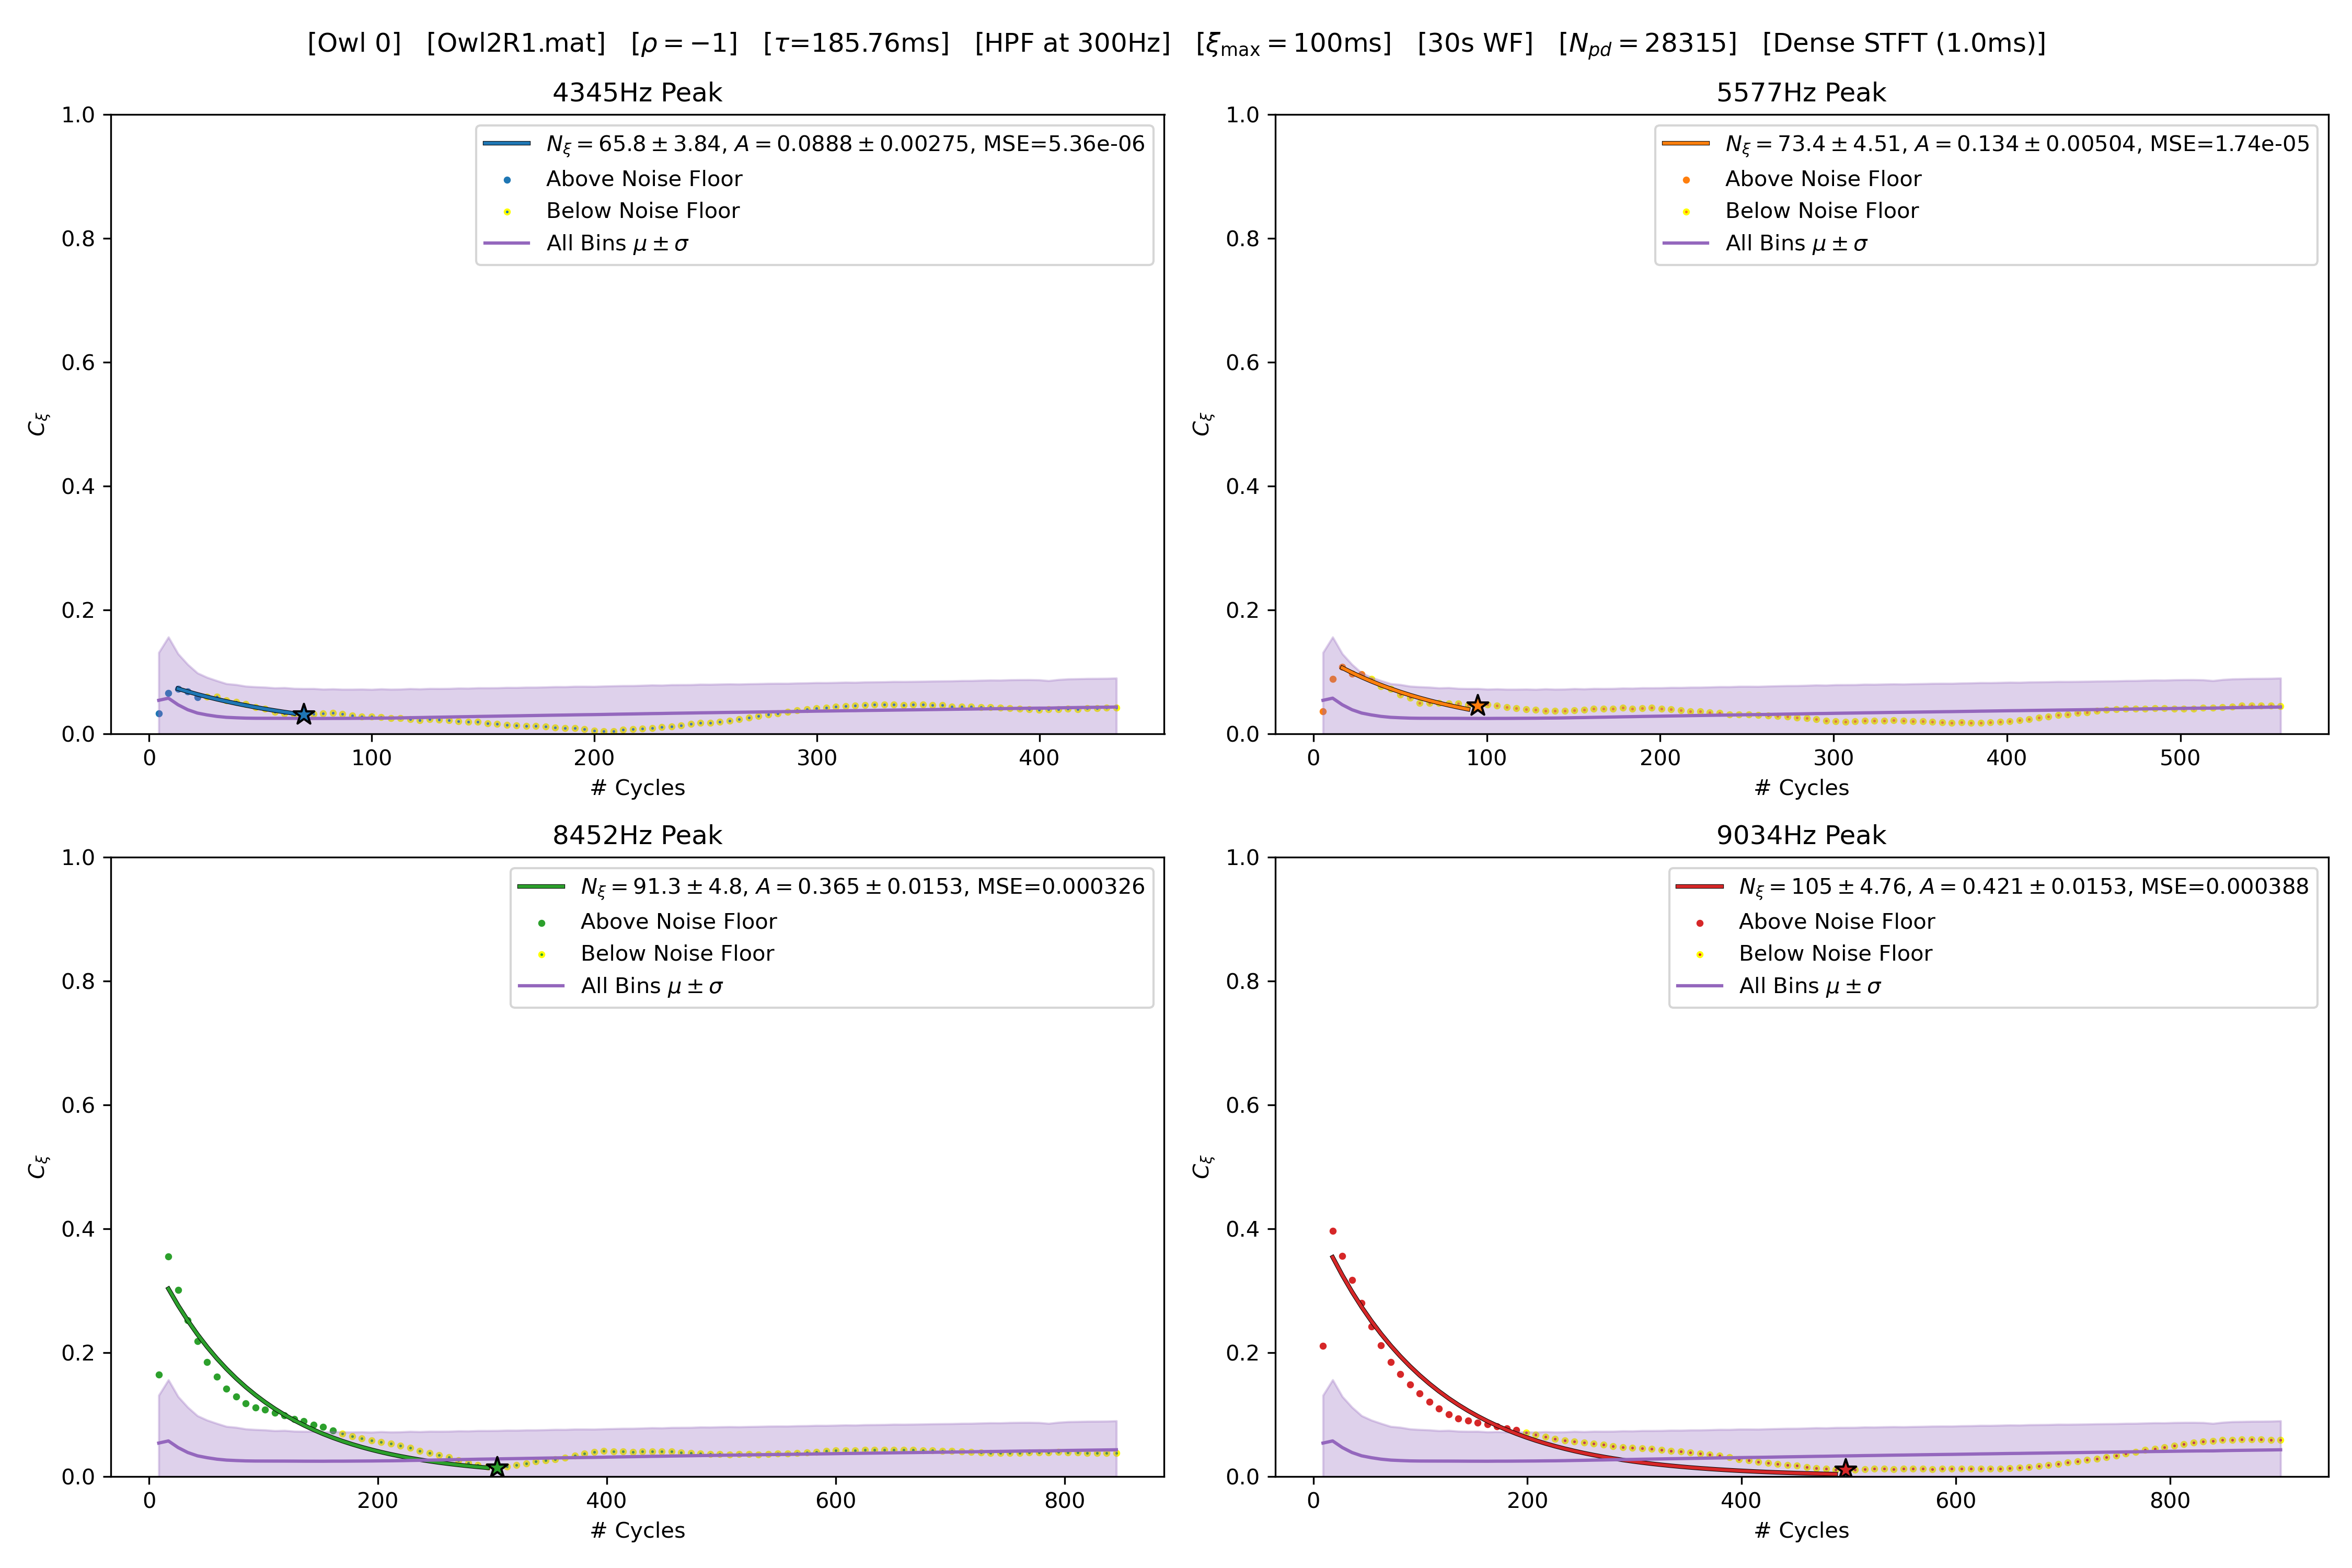 [Owl 0] [Owl2R1.mat] [ρ = −1] [τ=185.76ms] [HPF at 300Hz] [ξmax = 100ms] [30s WF] [Npd = 28315] [Dense STFT (1.0ms)]
4345Hz Peak
1.0
0.8
0.6
0.4
0.2
0.0
Cξ
0 100 200 300 400
# Cycles
Nξ = 65.8 ± 3.84, A = 0.0888 ± 0.00275, MSE=5.36e-06
Above Noise Floor
Below Noise Floor
All Bins μ ± σ
5577Hz Peak
1.0
0.8
0.6
0.4
0.2
0.0
Cξ
0 100 200 300 400 500
# Cycles
Nξ = 73.4 ± 4.51, A = 0.134 ± 0.00504, MSE=1.74e-05
Above Noise Floor
Below Noise Floor
All Bins μ ± σ
8452Hz Peak
1.0
0.8
0.6
0.4
0.2
0.0
Cξ
0 200 400 600 800
# Cycles
Nξ = 91.3 ± 4.8, A = 0.365 ± 0.0153, MSE=0.000326
Above Noise Floor
Below Noise Floor
All Bins μ ± σ
9034Hz Peak
1.0
0.8
0.6
0.4
0.2
0.0
Cξ
0 200 400 600 800
# Cycles
Nξ = 105 ± 4.76, A = 0.421 ± 0.0153, MSE=0.000388
Above Noise Floor
Below Noise Floor
All Bins μ ± σ